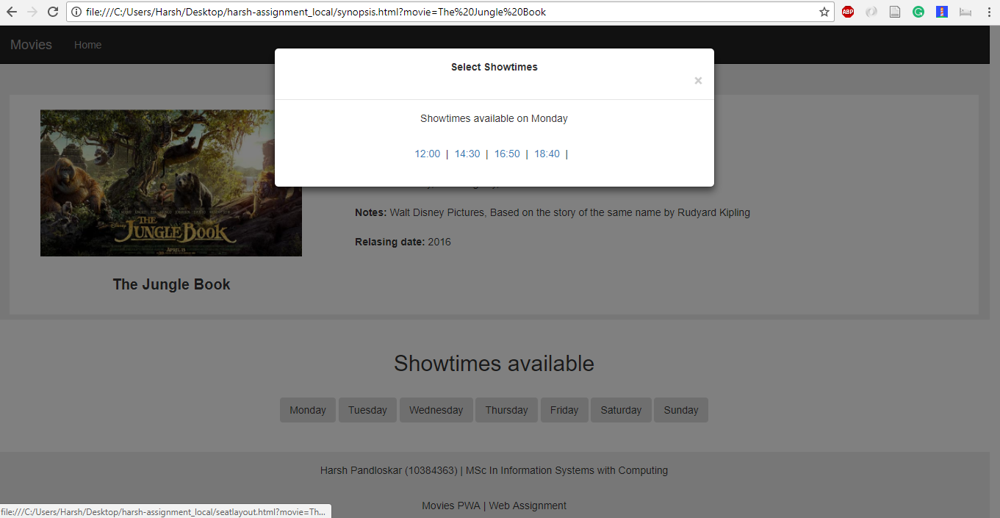 file:///C:/Users/Harsh/Desktop/harsh-assignment_local/synopsis.html?movie=The%20Jungle%20Book
ABP
Movies Home
Select Showtimes
×
Showtimes available on Monday
12:00 | 14:30 | 16:50 | 18:40 |
Notes: Walt Disney Pictures, Based on the story of the same name by Rudyard Kipling
Relasing date: 2016
Disney
THE
JUNGLE BOOK
APRIL 15
The Jungle Book
Showtimes available
Monday Tuesday Wednesday Thursday Friday Saturday Sunday
Harsh Pandloskar (10384363) | MSc In Information Systems with Computing
Movies PWA | Web Assignment
file:///C:/Users/Harsh/Desktop/harsh-assignment_local/seatlayout.html?movie=Th...